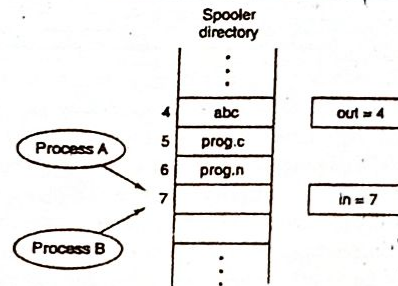 Spooler
directory
4 abc out = 4
5 prog.c
Process A
6 prog.n
7 in = 7
Process B